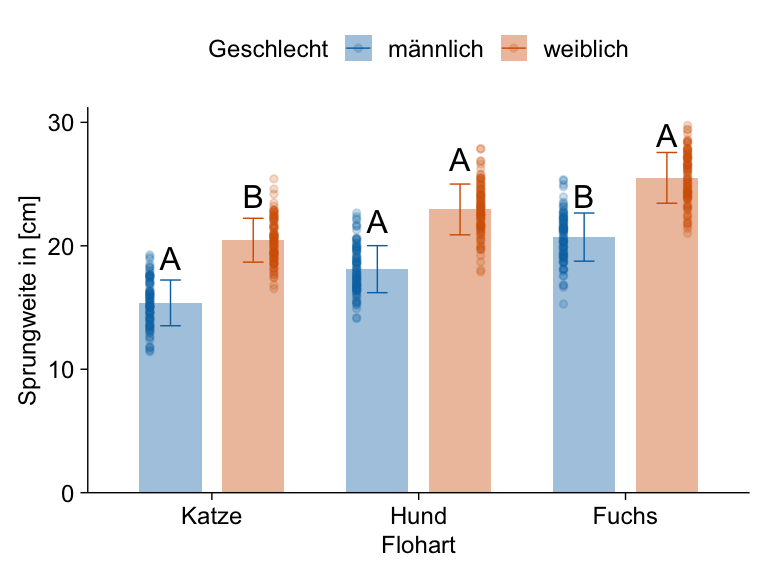 Geschlecht männlich weiblich
Sprungweite in [cm]
30
20
10
0
A
B
A
A
B
A
Katze Hund Fuchs
Flohart